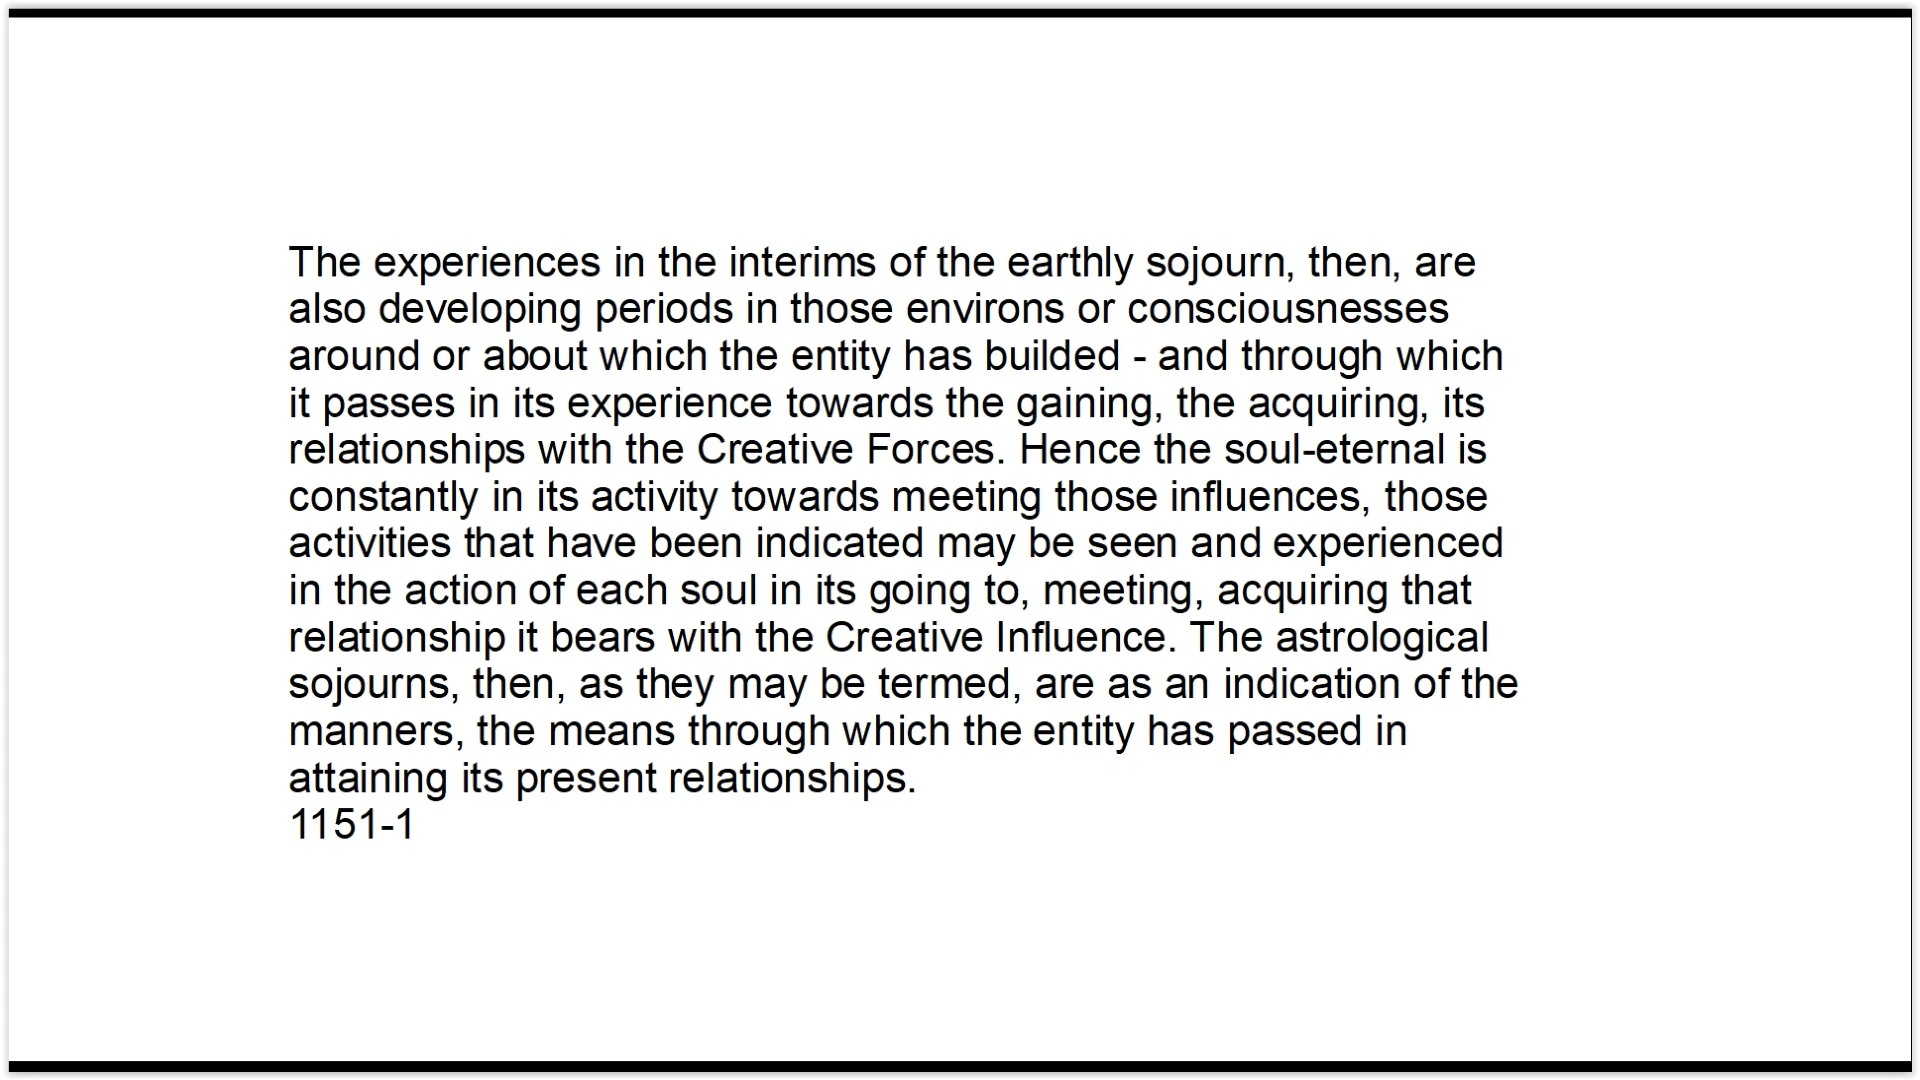 The experiences in the interims of the earthly sojourn, then, are
also developing periods in those environs or consciousnesses
around or about which the entity has builded - and through which
it passes in its experience towards the gaining, the acquiring, its
relationships with the Creative Forces. Hence the soul-eternal is
constantly in its activity towards meeting those influences, those
activities that have been indicated may be seen and experienced
in the action of each soul in its going to, meeting, acquiring that
relationship it bears with the Creative Influence. The astrological
sojourns, then, as they may be termed, are as an indication of the
manners, the means through which the entity has passed in
attaining its present relationships.
1151-1